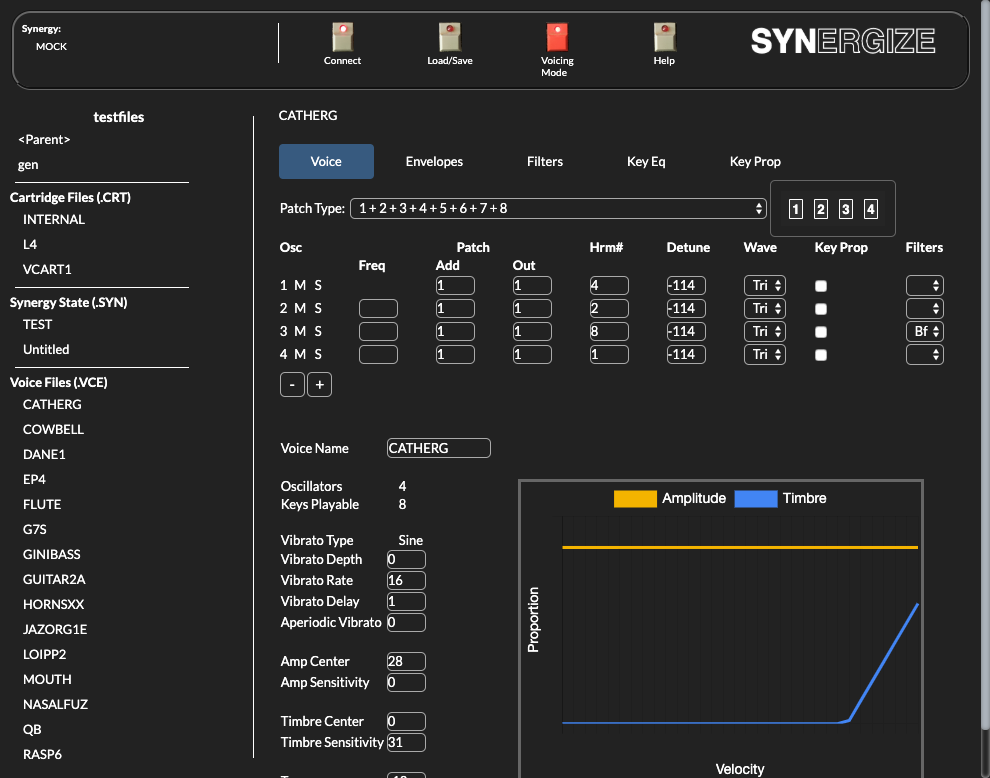 Synergy:
MOCK
Connect
Load/Save
Voicing
Mode
Help
SYNERGIZE
testfiles
<Parent>
gen
Cartridge Files (.CRT)
INTERNAL
L4
VCART1
Synergy State (.SYN)
TEST
Untitled
Voice Files (.VCE)
CATHERG
COWBELL
DANE1
EP4
FLUTE
G7S
GINIBASS
GUITAR2A
HORNSXX
JAZORG1E
LOIPP2
MOUTH
NASALFUZ
QB
RASP6
CATHERG
Voice Envelopes Filters Key Eq Key Prop
Patch Type: 1+2+3+4+5+6+7+8 1 2 3 4
Osc Patch Hrm# Detune Wave Key Prop Filters
Freq Add Out
1 M S 1 1 4 -114 Tri
2 M S 1 1 2 -114 Tri
3 M S 1 1 8 -114 Tri Bf
4 M S 1 1 1 -114 Tri
- +
Voice Name CATHERG
Oscillators 4
Keys Playable 8
Vibrato Type Sine
Vibrato Depth 0
Vibrato Rate 16
Vibrato Delay 1
Aperiodic Vibrato 0
Amp Center 28
Amp Sensitivity 0
Timbre Center 0
Timbre Sensitivity 31
Amplitude Timbre
Proportion
Velocity